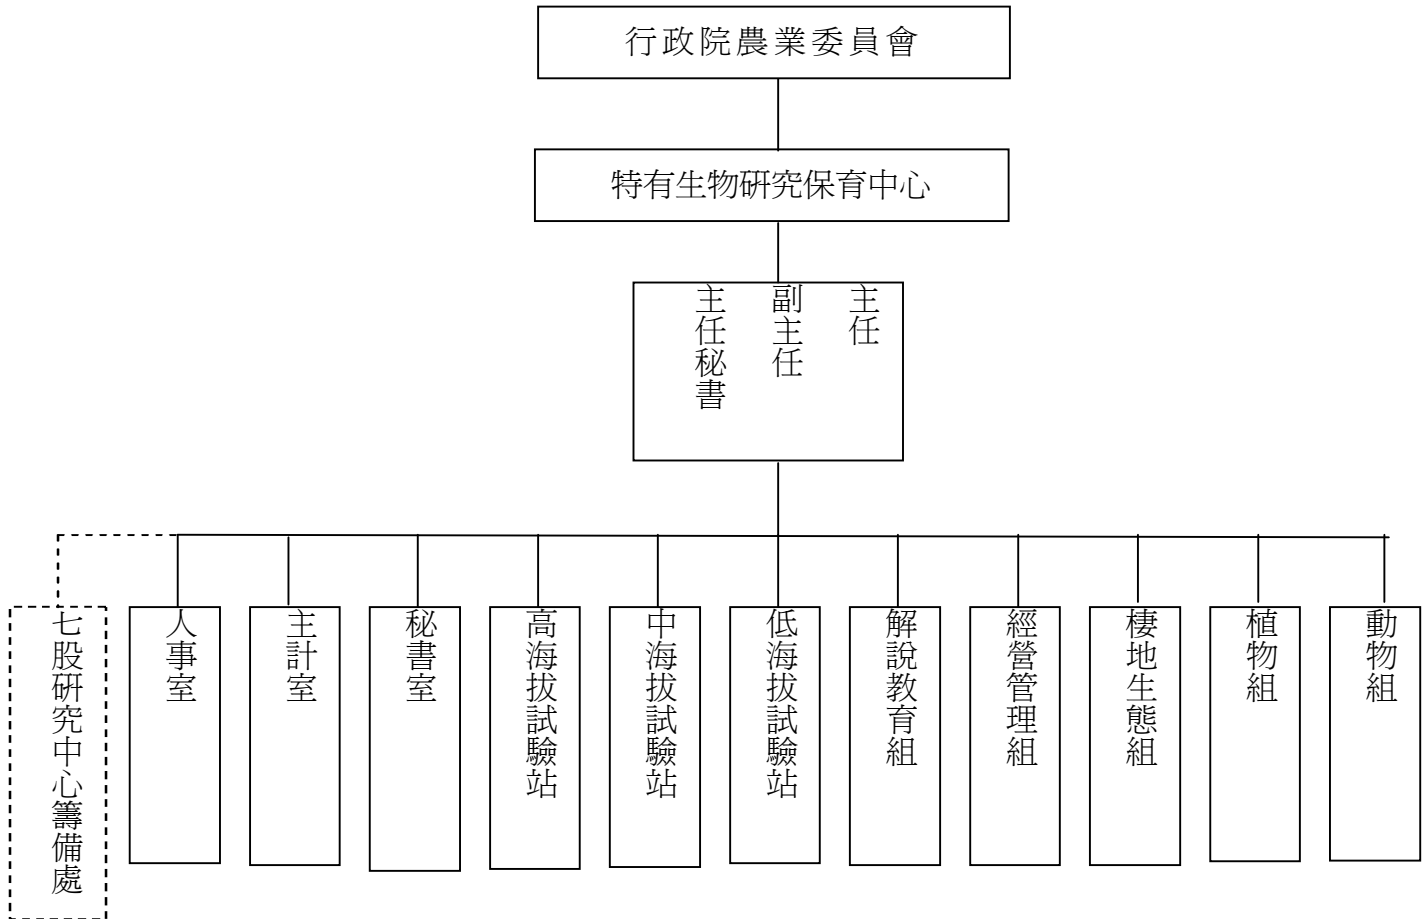 行政院農業委員會
特有生物研究保育中心
主任
副主任
主任秘書
動物組
植物組
棲地生態組
經營管理組
解說教育組
低海拔試驗站
中海拔試驗站
高海拔試驗站
秘書室
主計室
人事室
七股研究中心籌備處